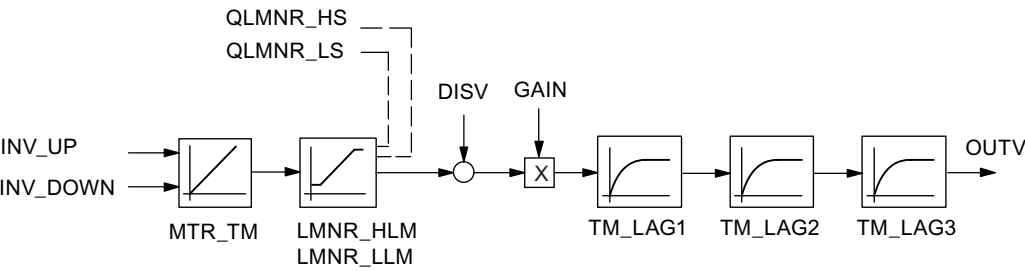 QLMNR_HS
QLMNR_LS
DISV
GAIN
INV_UP
INV_DOWN
X
OUTV
MTR_TM
LMNR_HLM
LMNR_LLM
TM_LAG1
TM_LAG2
TM_LAG3